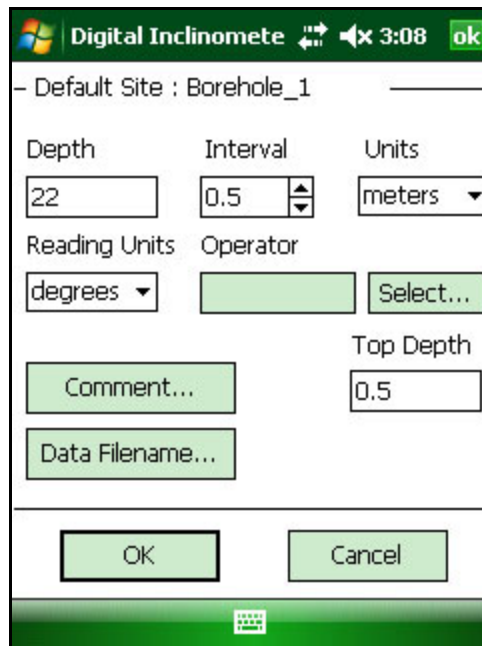 Digital Inclinomete 3:08 ok
Default Site : Borehole_1
Depth Interval Units
22 0.5 meters
Reading Units Operator
degrees Select...
Top Depth
Comment... 0.5
Data Filename...
OK Cancel